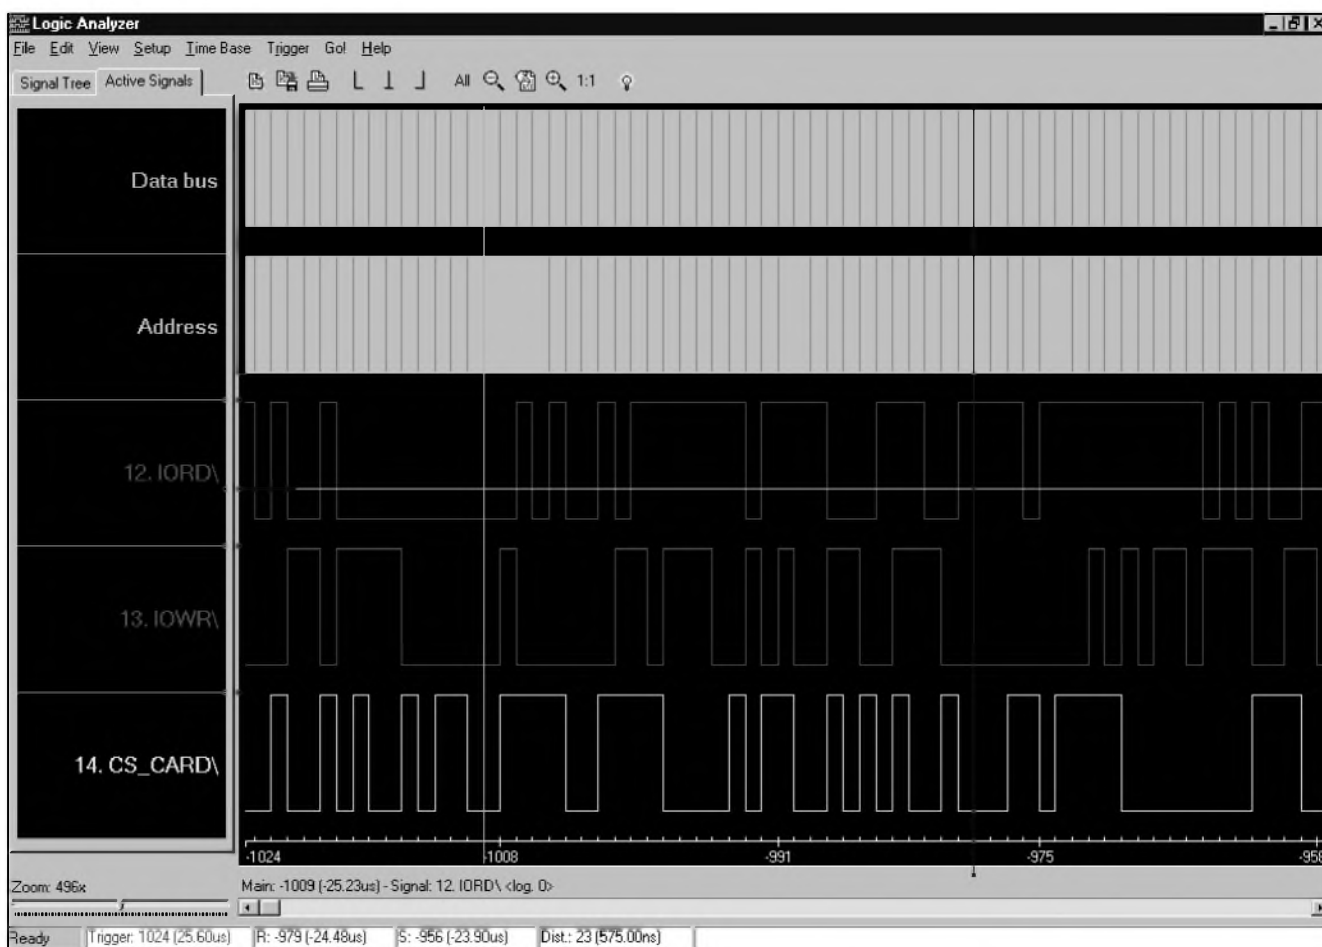 Logic Analyzer
File Edit View Setup Time Base Trigger Go! Help
Signal Tree Active Signals All 1:1
Data bus
Address
12. IORD\
13. IOWR\
14. CS_CARD\
-1024 -1008 -991 -975 -958
Zoom: 496x Main: -1009 (-25.23us) - Signal: 12. IORD\ <log. 0>
Ready Trigger: 1024 (25.60us) R: -979 (-24.48us) S: -956 (-23.90us) Dist.: 23 (575.00ns)